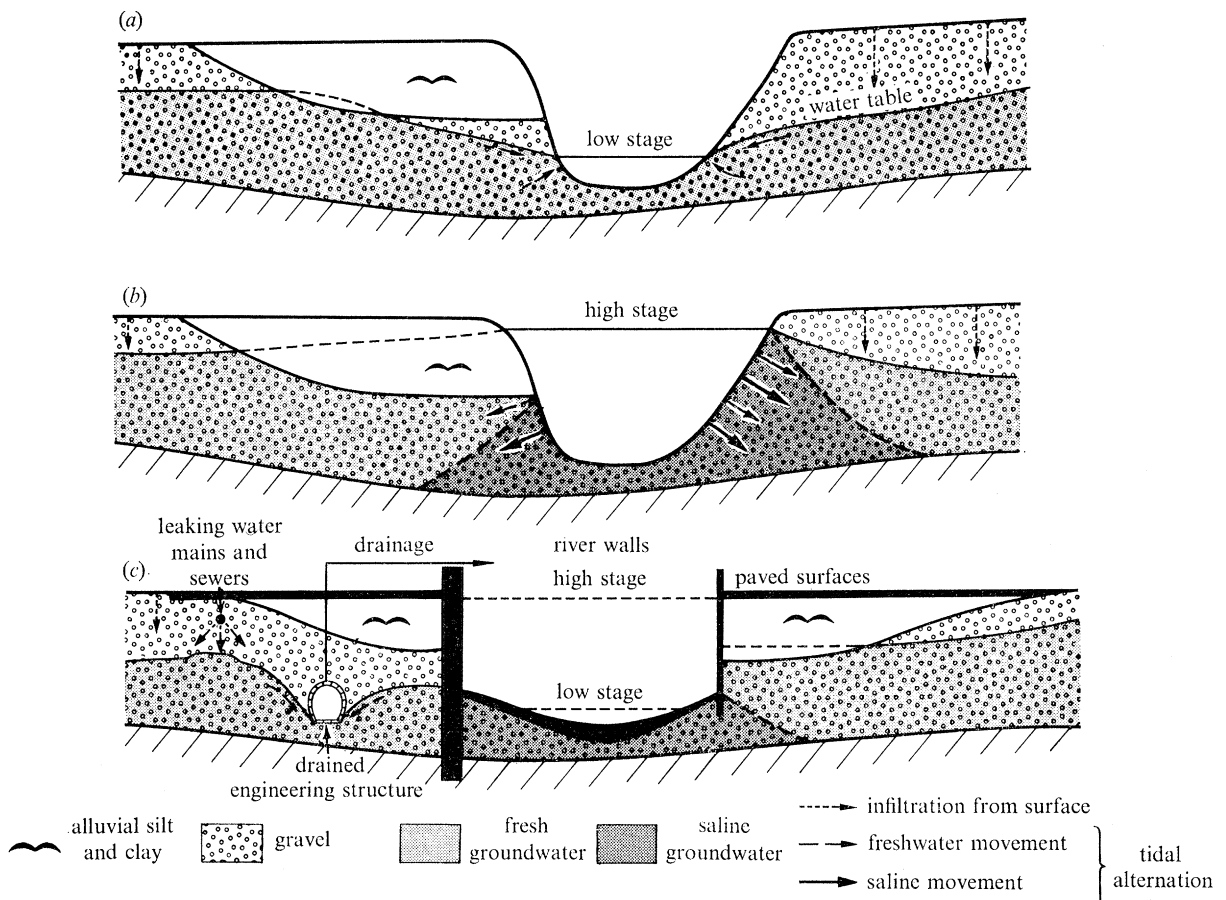 (a)
water table
low stage
(b)
high stage
leaking water
mains and
sewers
drainage
river walls
(c)
high stage
paved surfaces
low stage
drained
engineering structure
alluvial silt
and clay
gravel
fresh
groundwater
saline
groundwater
infiltration from surface
freshwater movement
saline movement
tidal
alternation